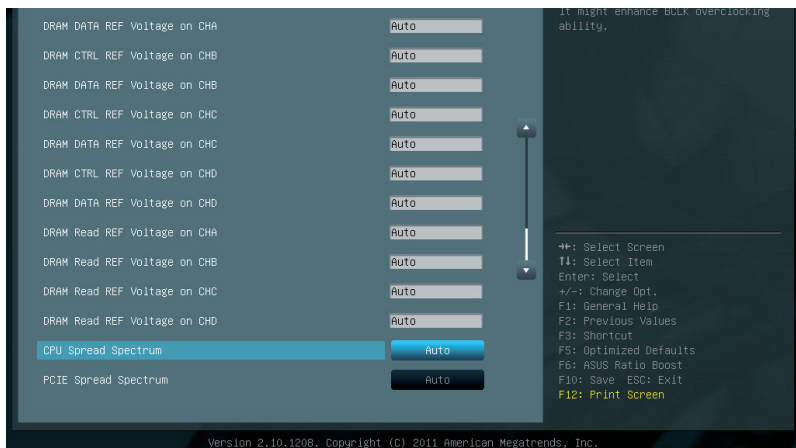 DRAM DATA REF Voltage on CHA Auto
DRAM CTRL REF Voltage on CHB Auto
DRAM DATA REF Voltage on CHB Auto
DRAM CTRL REF Voltage on CHC Auto
DRAM DATA REF Voltage on CHC Auto
DRAM CTRL REF Voltage on CHD Auto
DRAM DATA REF Voltage on CHD Auto
DRAM Read REF Voltage on CHA Auto
DRAM Read REF Voltage on CHB Auto
DRAM Read REF Voltage on CHC Auto
DRAM Read REF Voltage on CHD Auto
CPU Spread Spectrum Auto
PCIE Spread Spectrum Auto
It might enhance BCLK overclocking
ability.
→←: Select Screen
↑↓: Select Item
Enter: Select
+/-: Change Opt.
F1: General Help
F2: Previous Values
F3: Shortcut
F5: Optimized Defaults
F6: ASUS Ratio Boost
F10: Save ESC: Exit
F12: Print Screen
Version 2.10.1208. Copyright (C) 2011 American Megatrends, Inc.